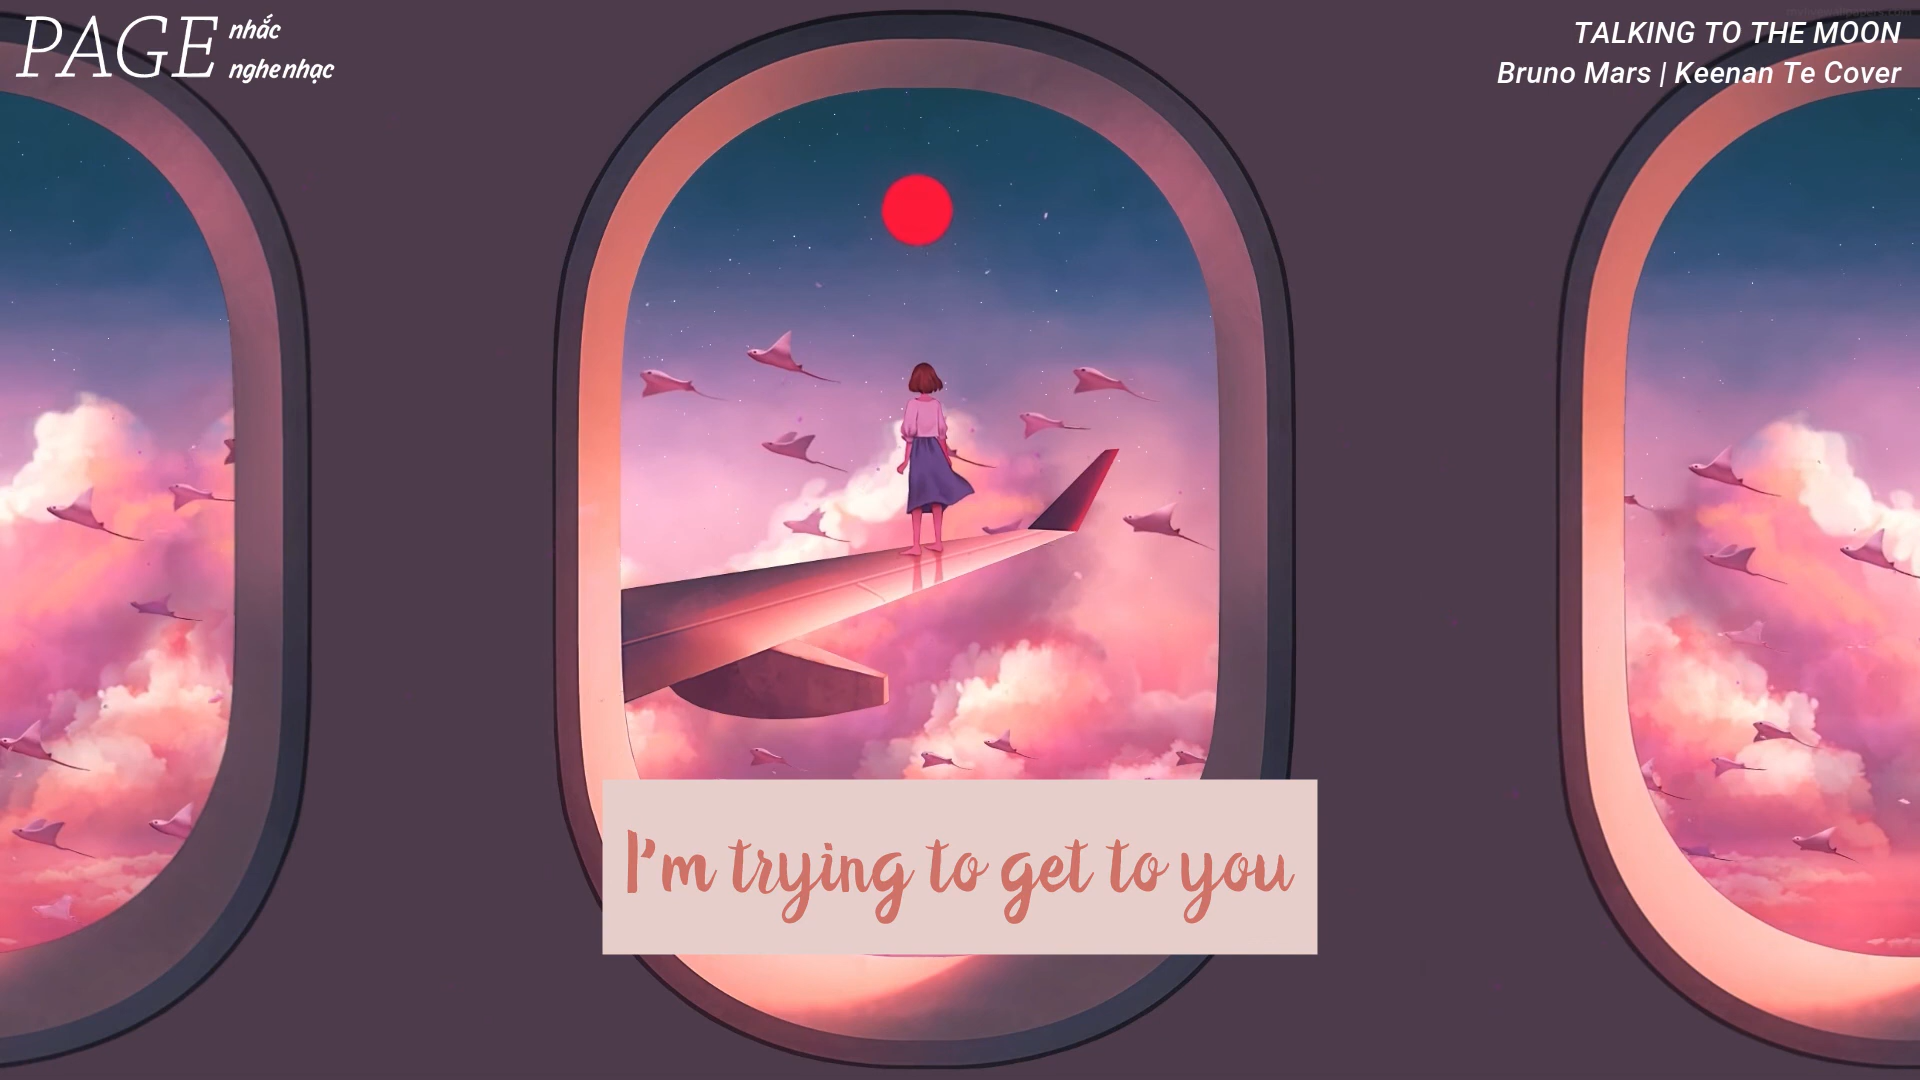 PAGE nhắc
nghe nhạc
TALKING TO THE MOON
Bruno Mars | Keenan Te Cover
I'm trying to get to you